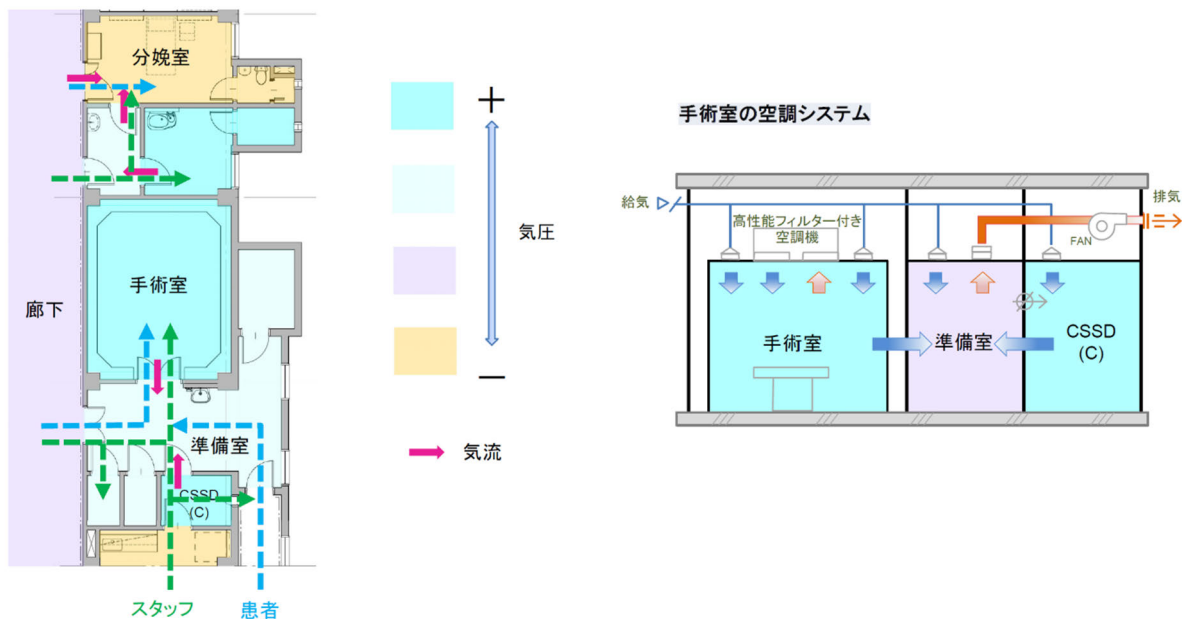 分娩室
手術室
廊下
準備室
CSSD
(C)
スタッフ
患者
+
気圧
−
気流
手術室の空調システム
給気
高性能フィルター付き
空調機
排気
FAN
手術室
準備室
CSSD
(C)